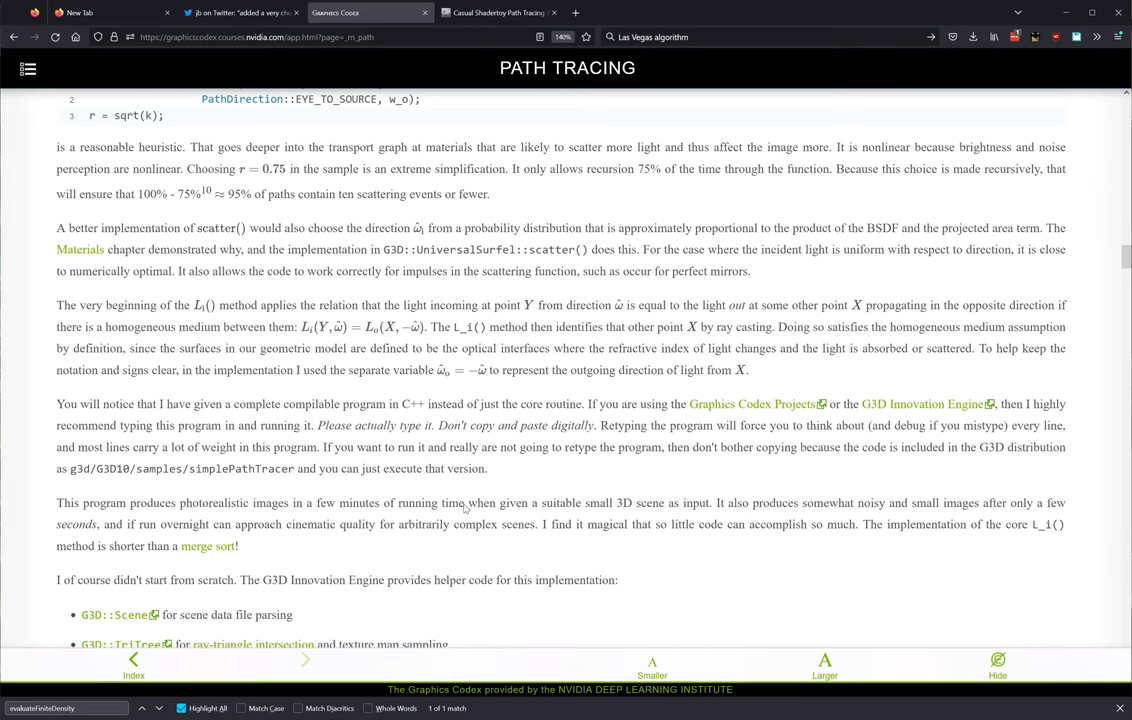 New Tab
jb on Twitter: "added a very che
Graphics Codex
Casual Shadertoy Path Tracing 2
https://graphicscodex.courses.nvidia.com/app.html?page=_rn_path
140%
Las Vegas algorithm
PATH TRACING
2 PathDirection::EYE_TO_SOURCE, w_o);
3 r = sqrt(k);
is a reasonable heuristic. That goes deeper into the transport graph at materials that are likely to scatter more light and thus affect the image more. It is nonlinear because brightness and noise
perception are nonlinear. Choosing r = 0.75 in the sample is an extreme simplification. It only allows recursion 75% of the time through the function. Because this choice is made recursively, that
will ensure that 100% - 75%¹⁰ ≈ 95% of paths contain ten scattering events or fewer.
A better implementation of scatter() would also choose the direction ω̂ᵢ from a probability distribution that is approximately proportional to the product of the BSDF and the projected area term. The
Materials chapter demonstrated why, and the implementation in G3D::UniversalSurfel::scatter() does this. For the case where the incident light is uniform with respect to direction, it is close
to numerically optimal. It also allows the code to work correctly for impulses in the scattering function, such as occur for perfect mirrors.
The very beginning of the Lᵢ() method applies the relation that the light incoming at point Y from direction ω̂ is equal to the light out at some other point X propagating in the opposite direction if
there is a homogeneous medium between them: Lᵢ(Y, ω̂) = Lₒ(X, −ω̂). The L_i() method then identifies that other point X by ray casting. Doing so satisfies the homogeneous medium assumption
by definition, since the surfaces in our geometric model are defined to be the optical interfaces where the refractive index of light changes and the light is absorbed or scattered. To help keep the
notation and signs clear, in the implementation I used the separate variable ω̂ₒ = −ω̂ to represent the outgoing direction of light from X.
You will notice that I have given a complete compilable program in C++ instead of just the core routine. If you are using the Graphics Codex Projects or the G3D Innovation Engine, then I highly
recommend typing this program in and running it. Please actually type it. Don't copy and paste digitally. Retyping the program will force you to think about (and debug if you mistype) every line,
and most lines carry a lot of weight in this program. If you want to run it and really are not going to retype the program, then don't bother copying because the code is included in the G3D distribution
as g3d/G3D10/samples/simplePathTracer and you can just execute that version.
This program produces photorealistic images in a few minutes of running time when given a suitable small 3D scene as input. It also produces somewhat noisy and small images after only a few
seconds, and if run overnight can approach cinematic quality for arbitrarily complex scenes. I find it magical that so little code can accomplish so much. The implementation of the core L_i()
method is shorter than a merge sort!
I of course didn't start from scratch. The G3D Innovation Engine provides helper code for this implementation:
• G3D::Scene for scene data file parsing
• G3D::TriTree for ray-triangle intersection and texture map sampling
Index
A Smaller
A Larger
Hide
The Graphics Codex provided by the NVIDIA DEEP LEARNING INSTITUTE
evaluateFiniteDensity
Highlight All
Match Case
Match Diacritics
Whole Words
1 of 1 match